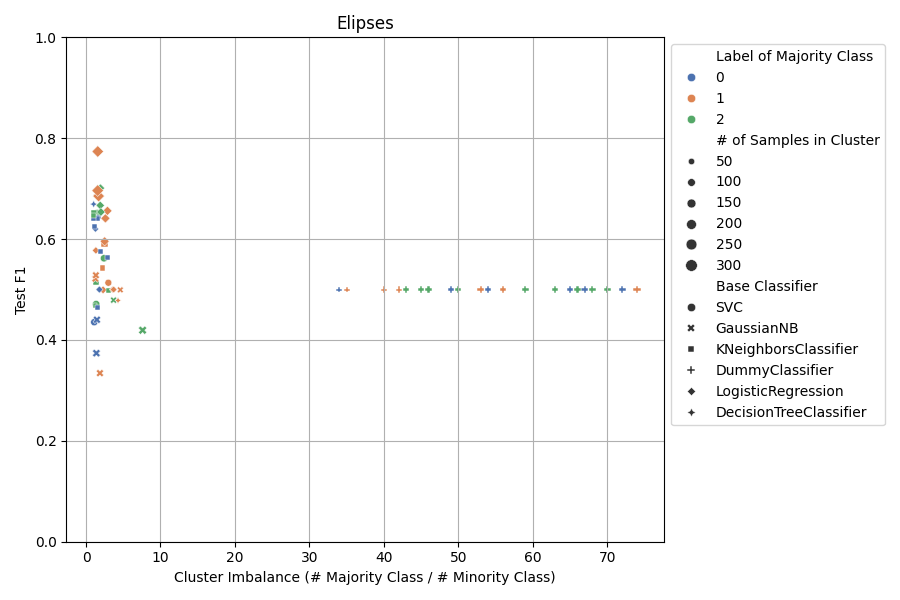 Elipses
1.0
0.8
0.6
0.4
0.2
0.0
Test F1
0 10 20 30 40 50 60 70
Cluster Imbalance (# Majority Class / # Minority Class)
Label of Majority Class
0
1
2
# of Samples in Cluster
50
100
150
200
250
300
Base Classifier
SVC
GaussianNB
KNeighborsClassifier
DummyClassifier
LogisticRegression
DecisionTreeClassifier